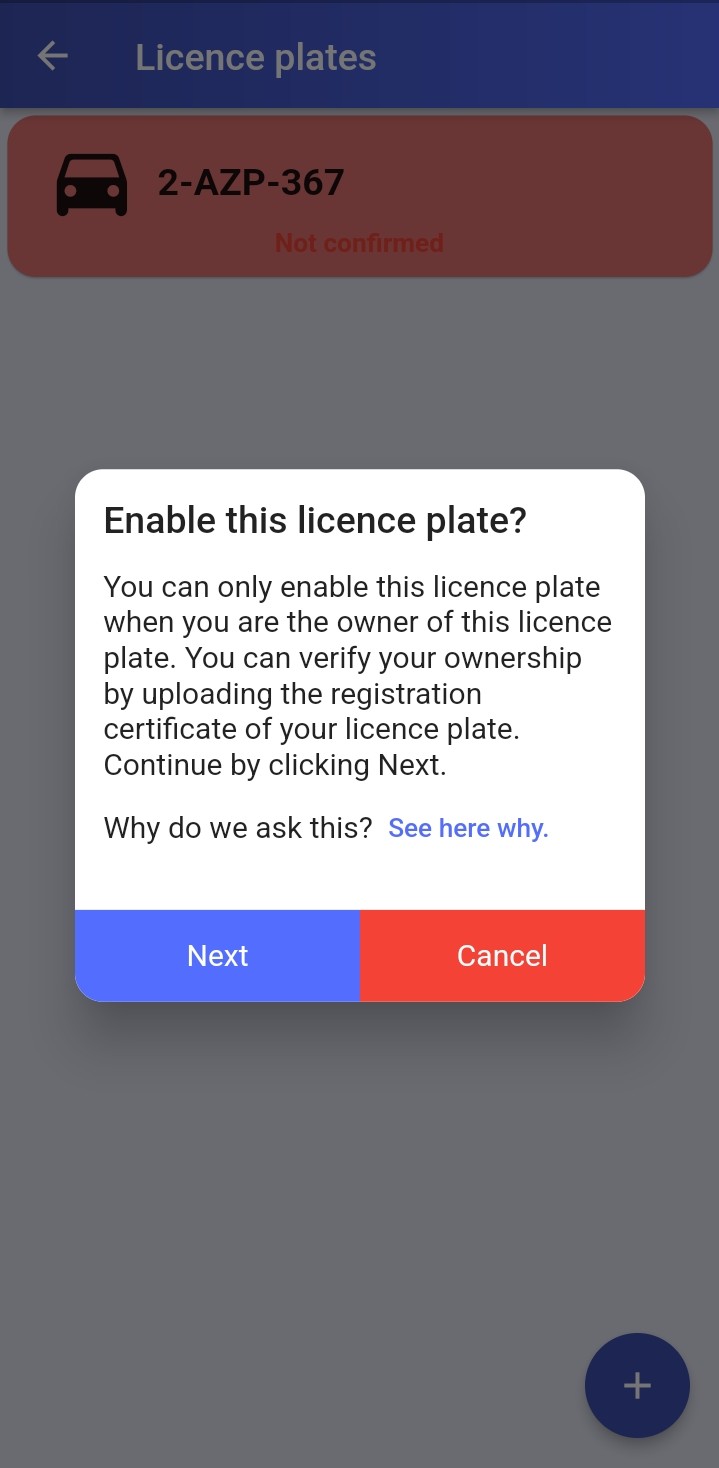 Licence plates
2-AZP-367
Not confirmed
Enable this licence plate?
You can only enable this licence plate
when you are the owner of this licence
plate. You can verify your ownership
by uploading the registration
certificate of your licence plate.
Continue by clicking Next.
Why do we ask this? See here why.
Next Cancel